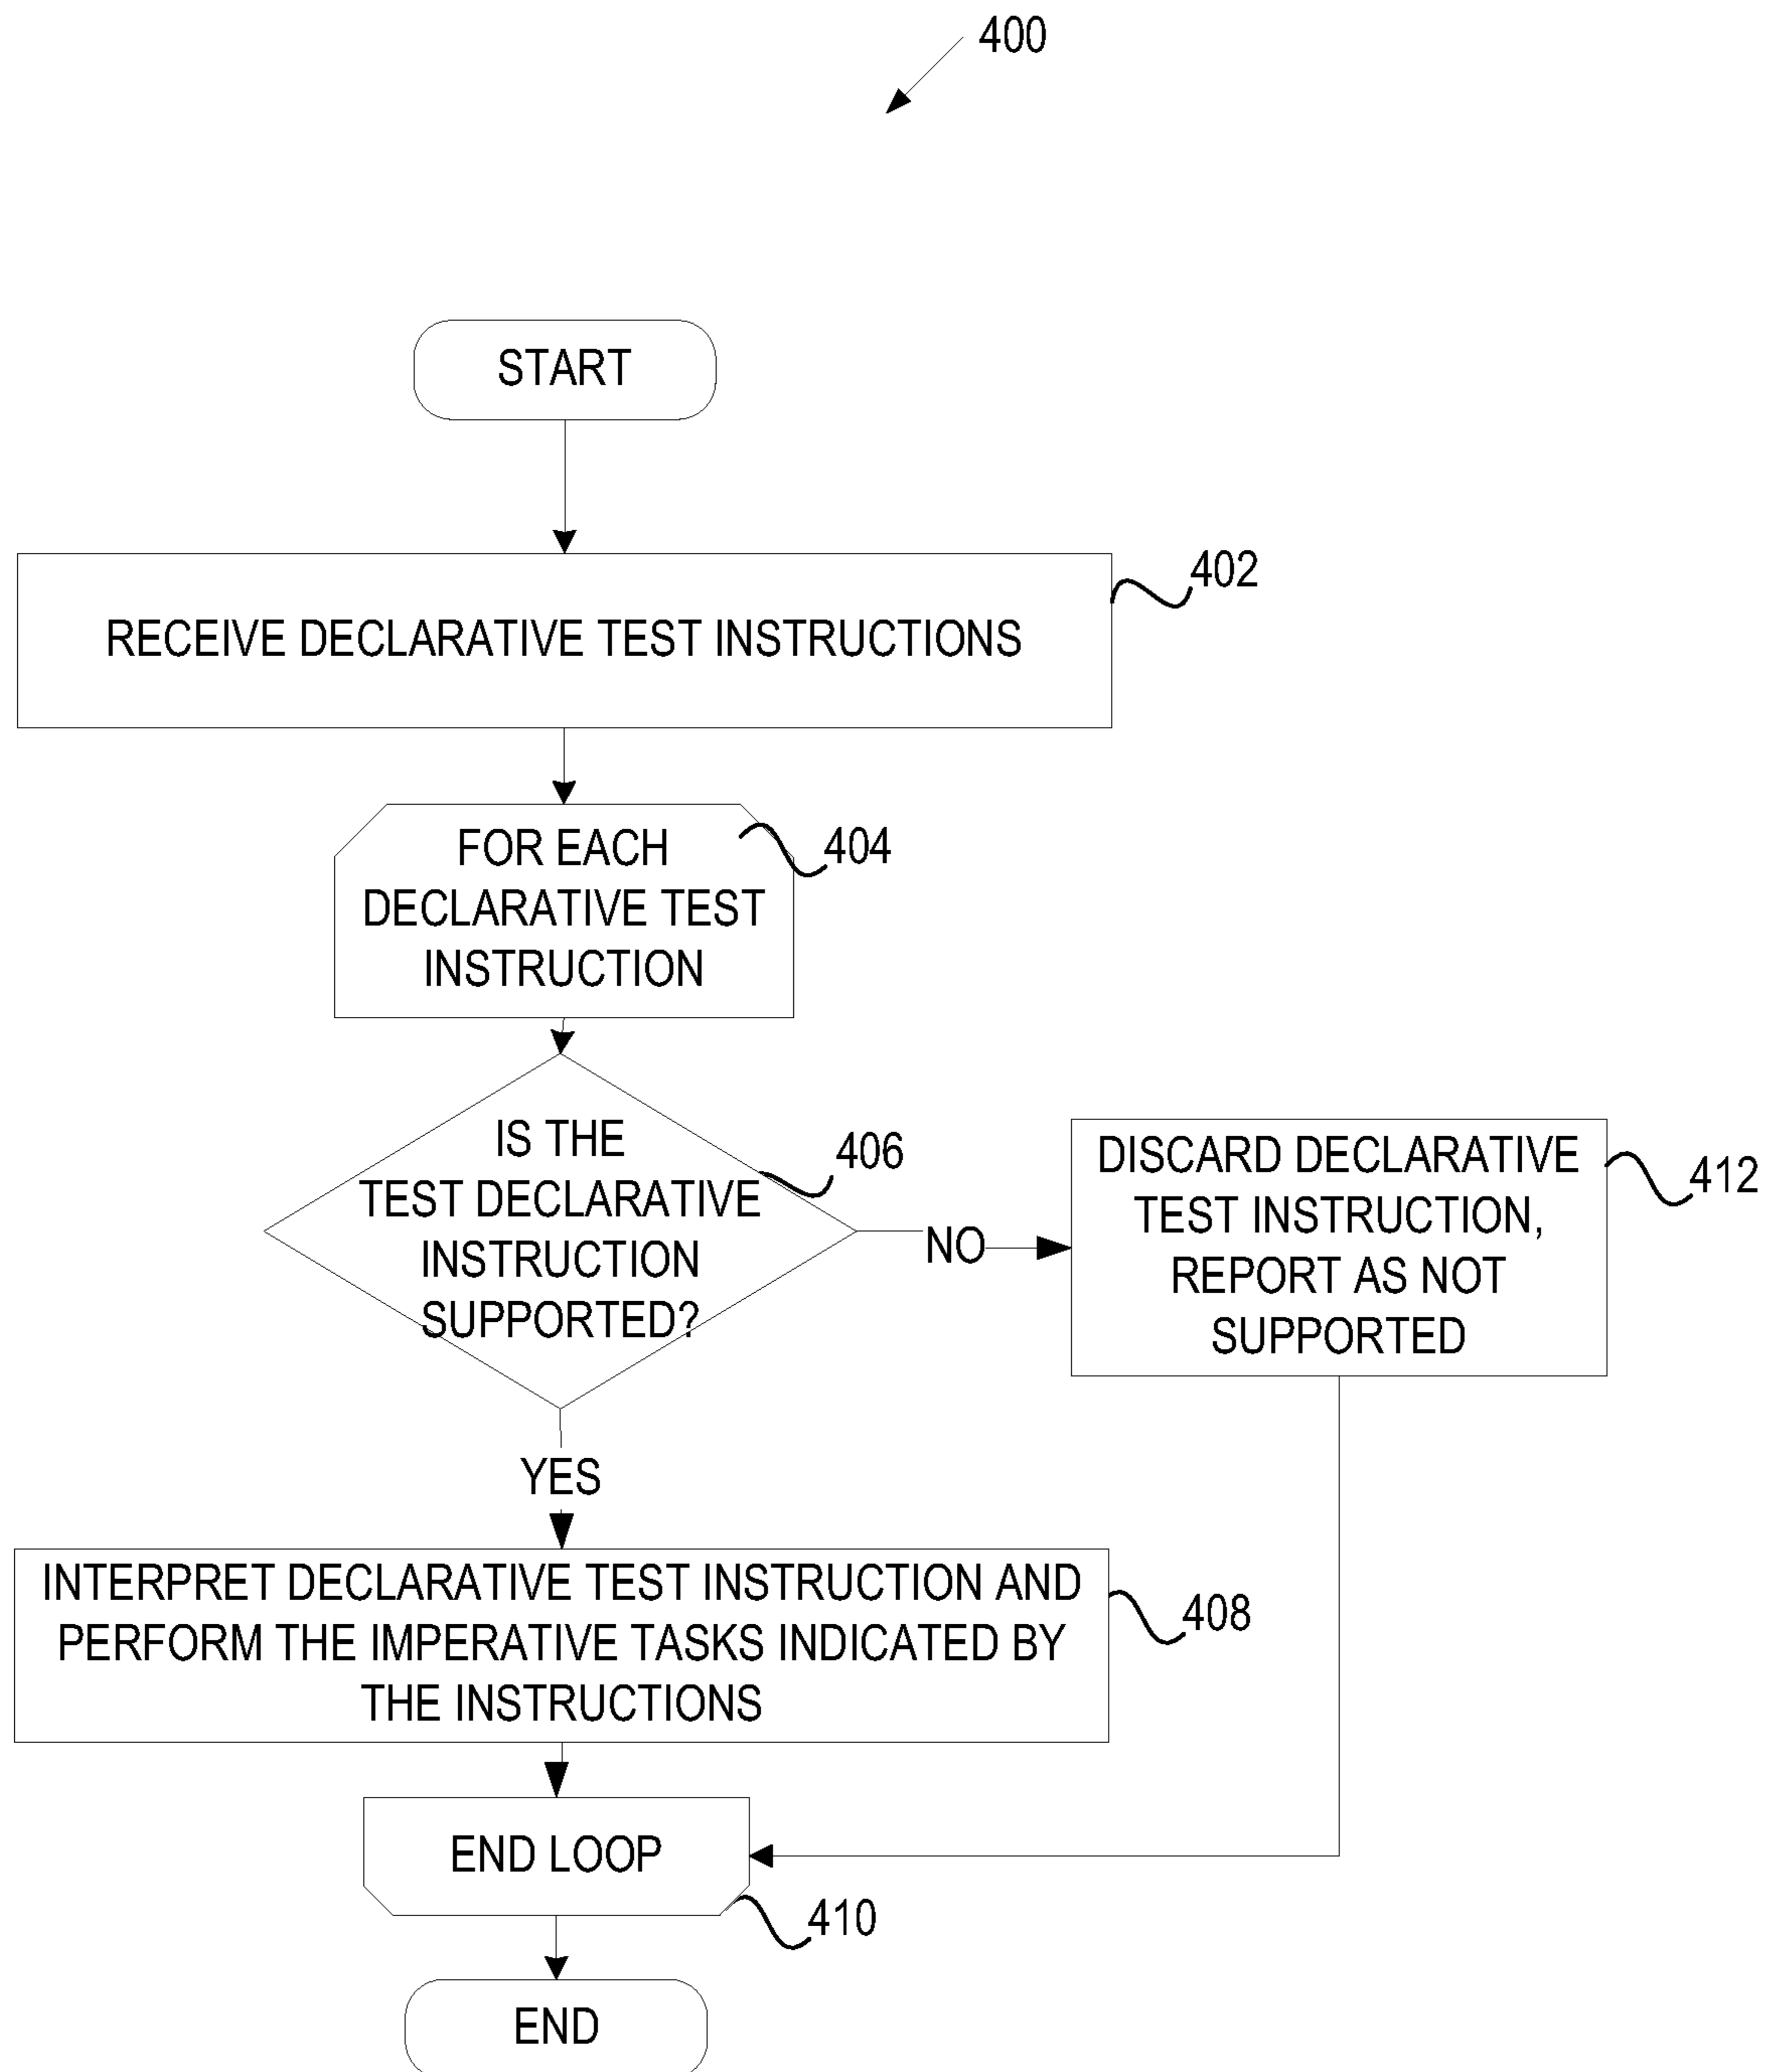 400
START
402
RECEIVE DECLARATIVE TEST INSTRUCTIONS
FOR EACH
404
DECLARATIVE TEST
INSTRUCTION
IS THE
406
TEST DECLARATIVE
INSTRUCTION
SUPPORTED?
NO
DISCARD DECLARATIVE
412
TEST INSTRUCTION,
REPORT AS NOT
SUPPORTED
YES
INTERPRET DECLARATIVE TEST INSTRUCTION AND
408
PERFORM THE IMPERATIVE TASKS INDICATED BY
THE INSTRUCTIONS
END LOOP
410
END